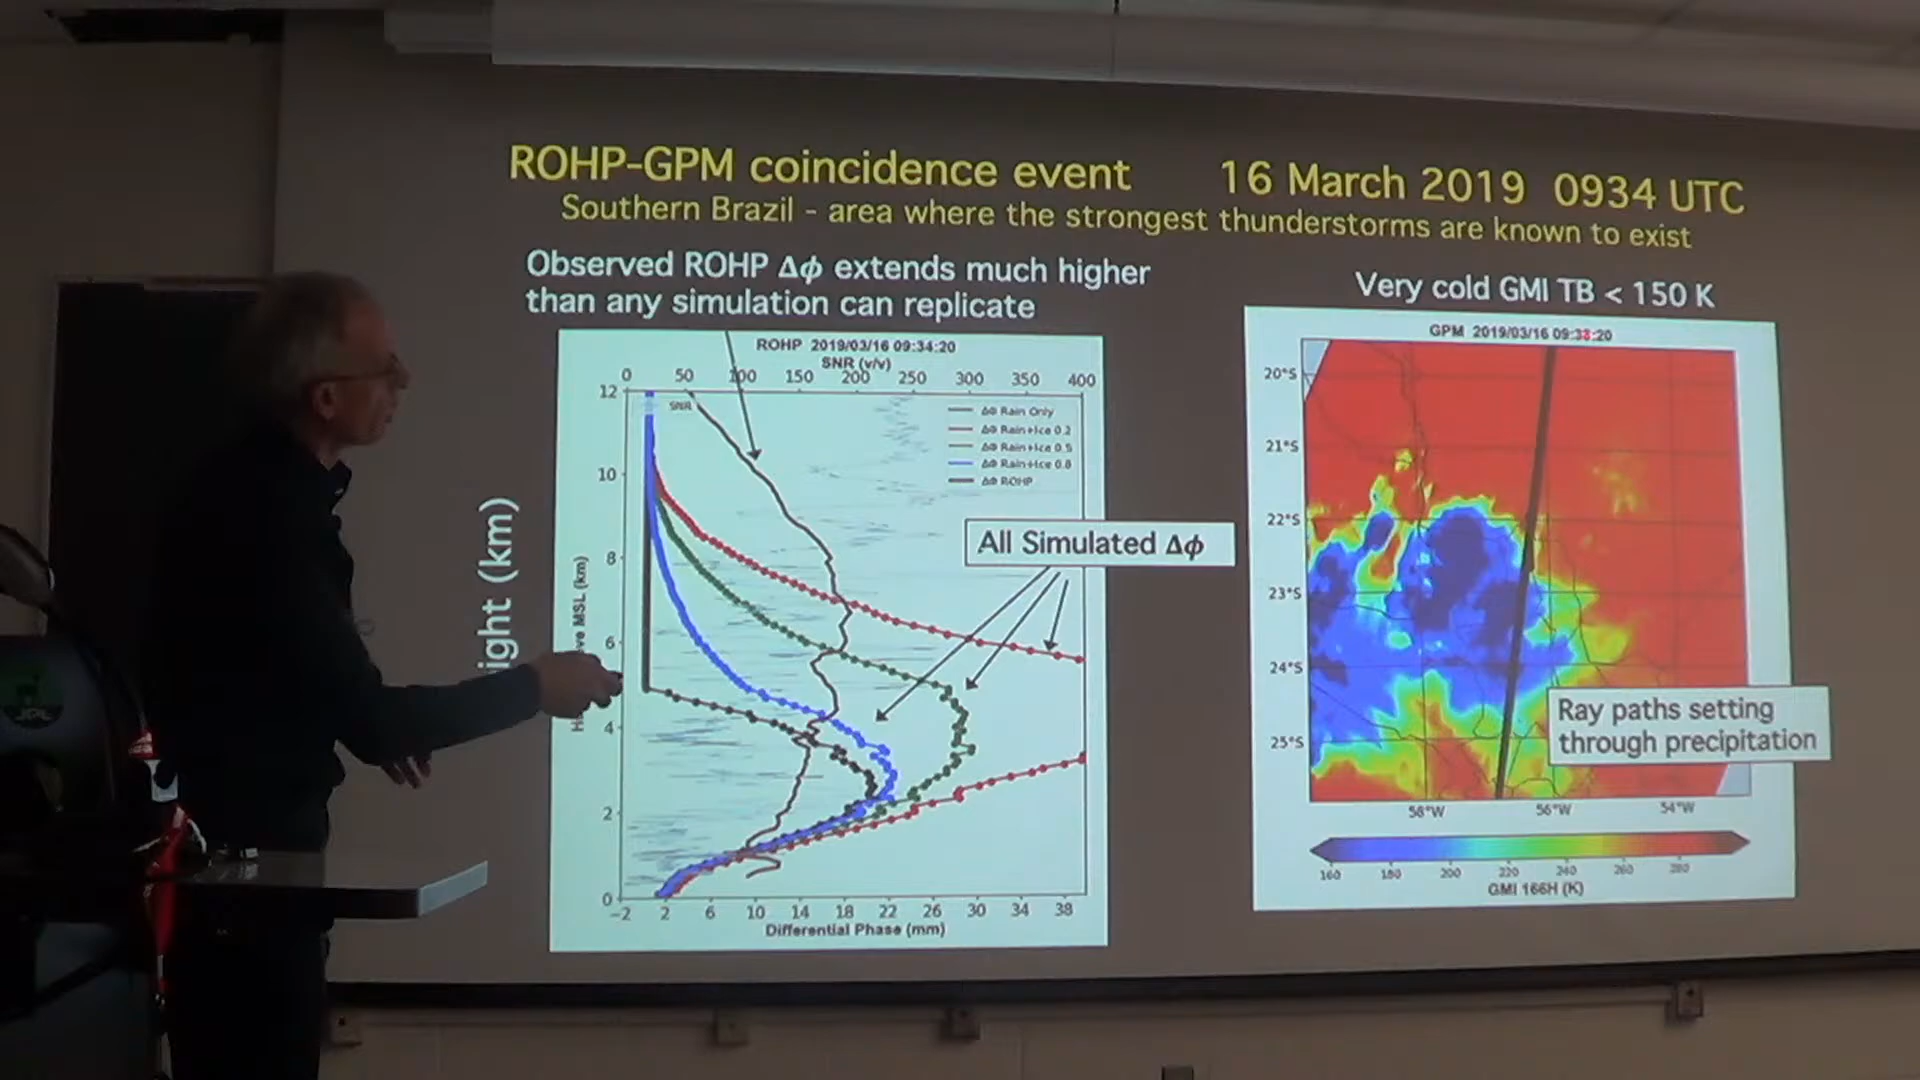 ROHP-GPM coincidence event 16 March 2019 0934 UTC
Southern Brazil - area where the strongest thunderstorms are known to exist
Observed ROHP Δϕ extends much higher
than any simulation can replicate
Very cold GMI TB < 150 K
ROHP 2019/03/16 09:34:20
SNR (v/v)
0 50 100 150 200 250 300 350 400
SNR
ΔΦ Rain Only
ΔΦ Rain+Ice 0.2
ΔΦ Rain+Ice 0.5
ΔΦ Rain+Ice 0.8
ΔΦ ROHP
12
10
8
6
4
2
0
ight (km)
ve MSL (km)
All Simulated Δϕ
-2 2 6 10 14 18 22 26 30 34 38
Differential Phase (mm)
GPM 2019/03/16 09:38:20
20°S
21°S
22°S
23°S
24°S
25°S
Ray paths setting
through precipitation
58°W 56°W 54°W
160 180 200 220 240 260 280
GMI 166H (K)
JPL